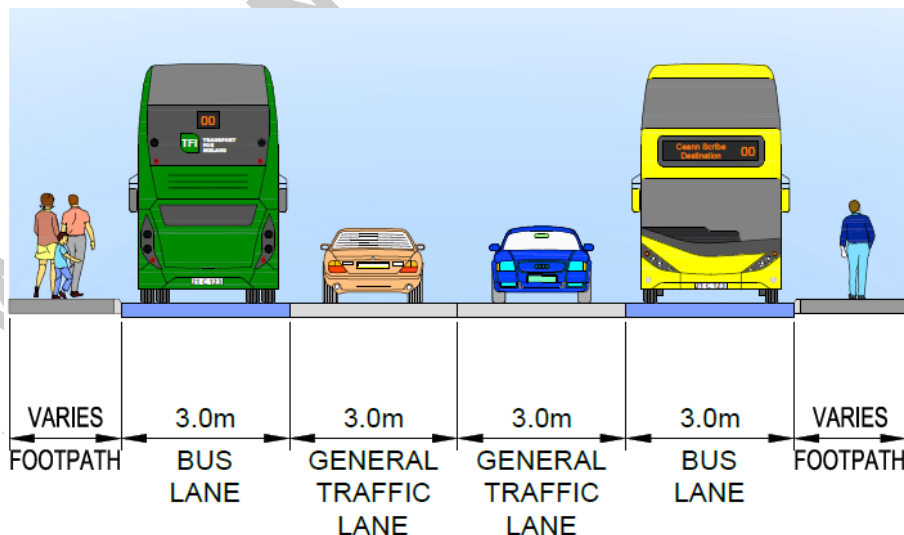 00
TFI
TRANSPORT
FOR
IRELAND
Ceann Scribe
Destination
00
VARIES
3.0m
3.0m
3.0m
3.0m
VARIES
FOOTPATH
BUS
LANE
GENERAL
TRAFFIC
LANE
GENERAL
TRAFFIC
LANE
BUS
LANE
FOOTPATH